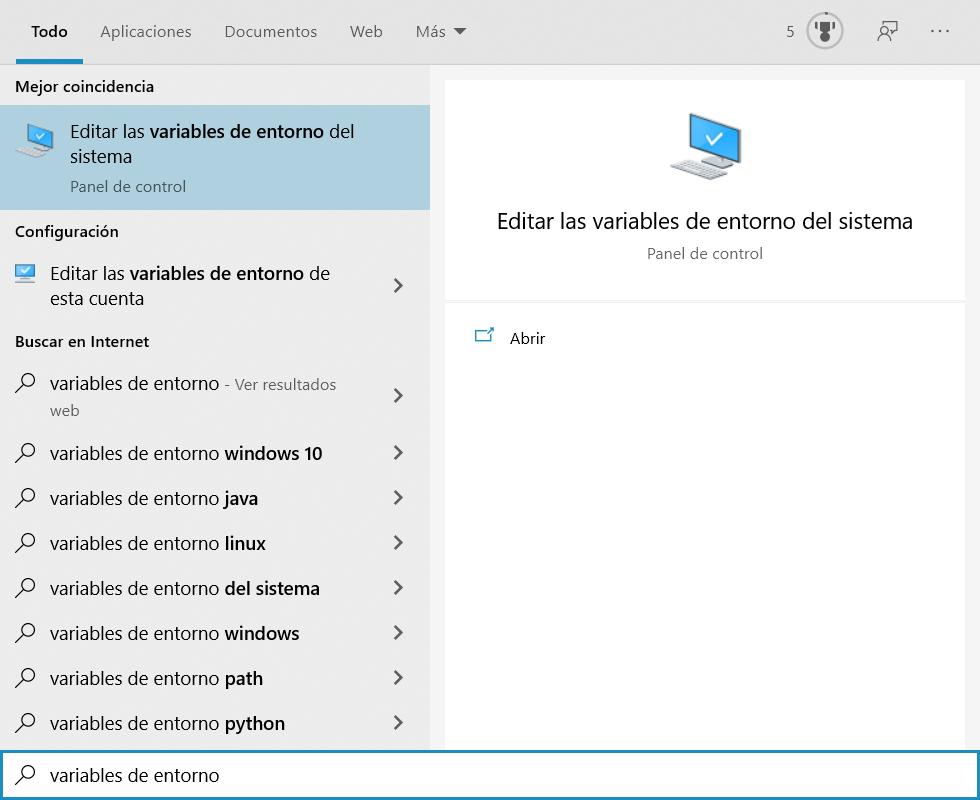 Todo Aplicaciones Documentos Web Más 5
Mejor coincidencia
Editar las variables de entorno del
sistema
Panel de control
Configuración
Editar las variables de entorno de
esta cuenta
Buscar en Internet
variables de entorno - Ver resultados
web
variables de entorno windows 10
variables de entorno java
variables de entorno linux
variables de entorno del sistema
variables de entorno windows
variables de entorno path
variables de entorno python
Editar las variables de entorno del sistema
Panel de control
Abrir
variables de entorno